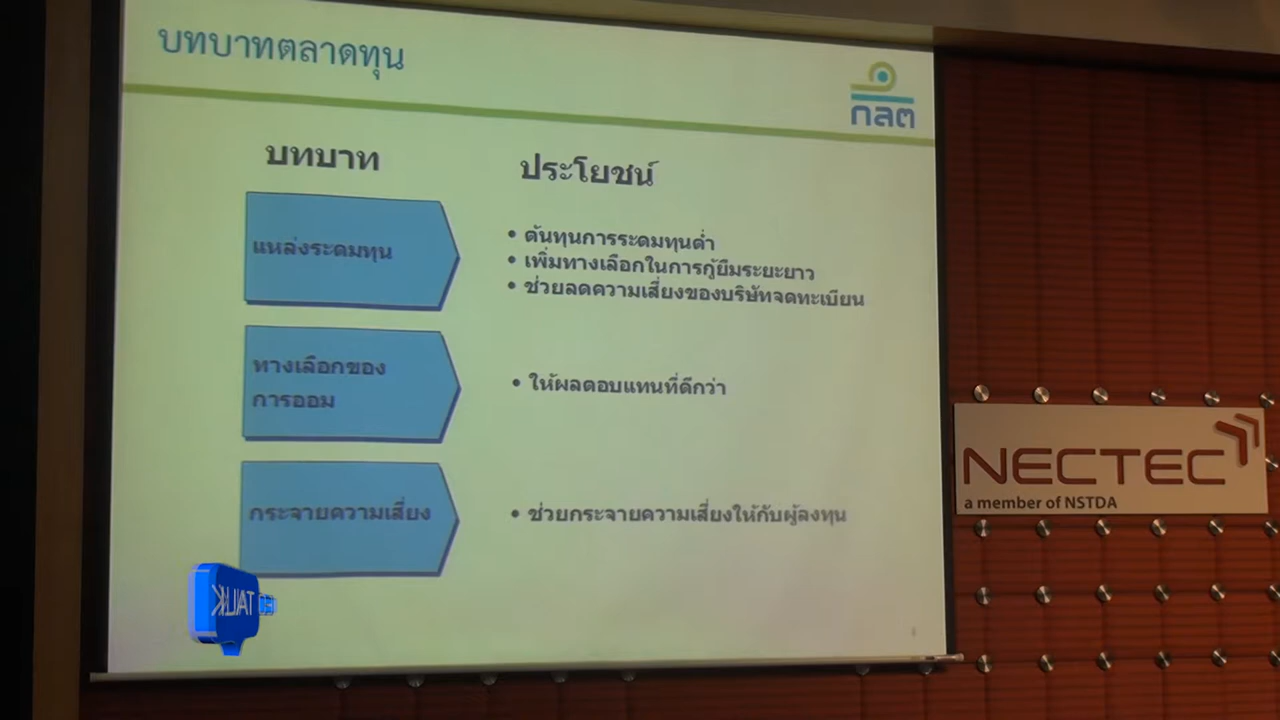 บทบาทตลาดทุน
กลต
บทบาท
ประโยชน์
แหล่งระดมทุน
• ต้นทุนการระดมทุนต่ำ
• เพิ่มทางเลือกในการกู้ยืมระยะยาว
• ช่วยลดความเสี่ยงของบริษัทจดทะเบียน
ทางเลือกของ
การออม
• ให้ผลตอบแทนที่ดีกว่า
กระจายความเสี่ยง
• ช่วยกระจายความเสี่ยงให้กับผู้ลงทุน
NECTEC
a member of NSTDA
TALK